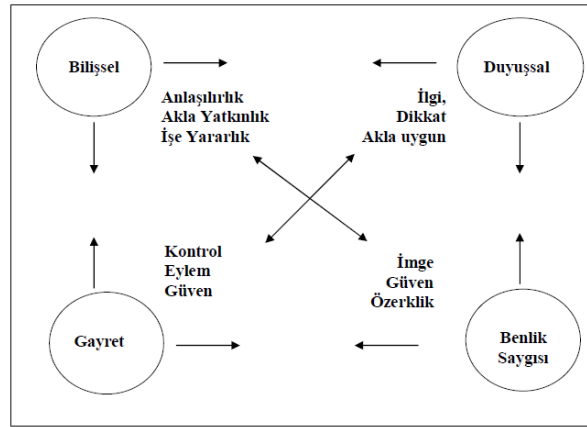 Bilişsel
Duyuşsal
Anlaşılırlık
Akla Yatkınlık
İşe Yararlık
İlgi,
Dikkat
Akla uygun
Kontrol
Eylem
Güven
İmge
Güven
Özerklik
Gayret
Benlik
Saygısı